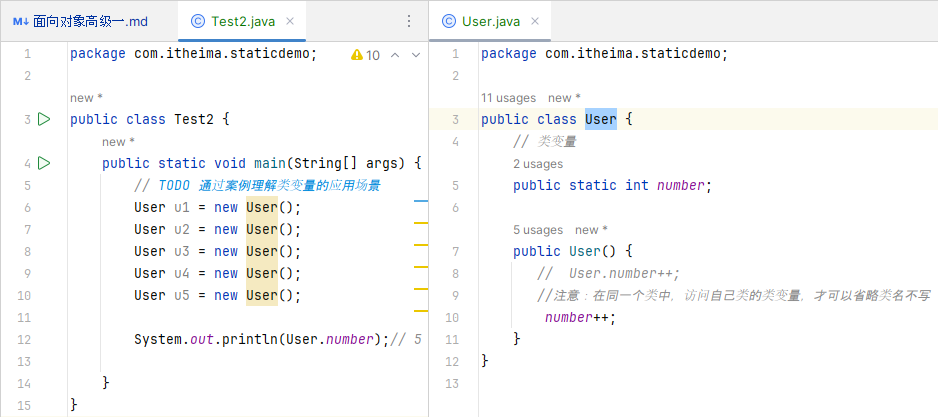 面向对象高级一.md
Test2.java
package com.itheima.staticdemo;
10
new *
public class Test2 {
new *
public static void main(String[] args) {
// TODO 通过案例理解类变量的应用场景
User u1 = new User();
User u2 = new User();
User u3 = new User();
User u4 = new User();
User u5 = new User();
System.out.println(User.number);// 5
}
}
1
2
3
4
5
6
7
8
9
10
11
12
13
14
15
User.java
package com.itheima.staticdemo;
11 usages new *
public class User {
// 类变量
2 usages
public static int number;
5 usages new *
public User() {
// User.number++;
//注意：在同一个类中，访问自己类的类变量，才可以省略类名不写
number++;
}
}
1
2
3
4
5
6
7
8
9
10
11
12
13